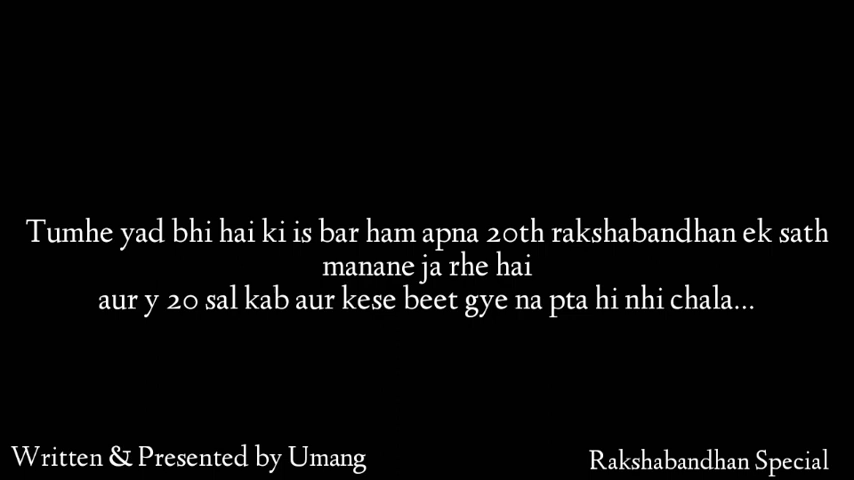 Tumhe yad bhi hai ki is bar ham apna 20th rakshabandhan ek sath
manane ja rhe hai
aur y 20 sal kab aur kese beet gye na pta hi nhi chala...
Written & Presented by Umang
Rakshabandhan Special